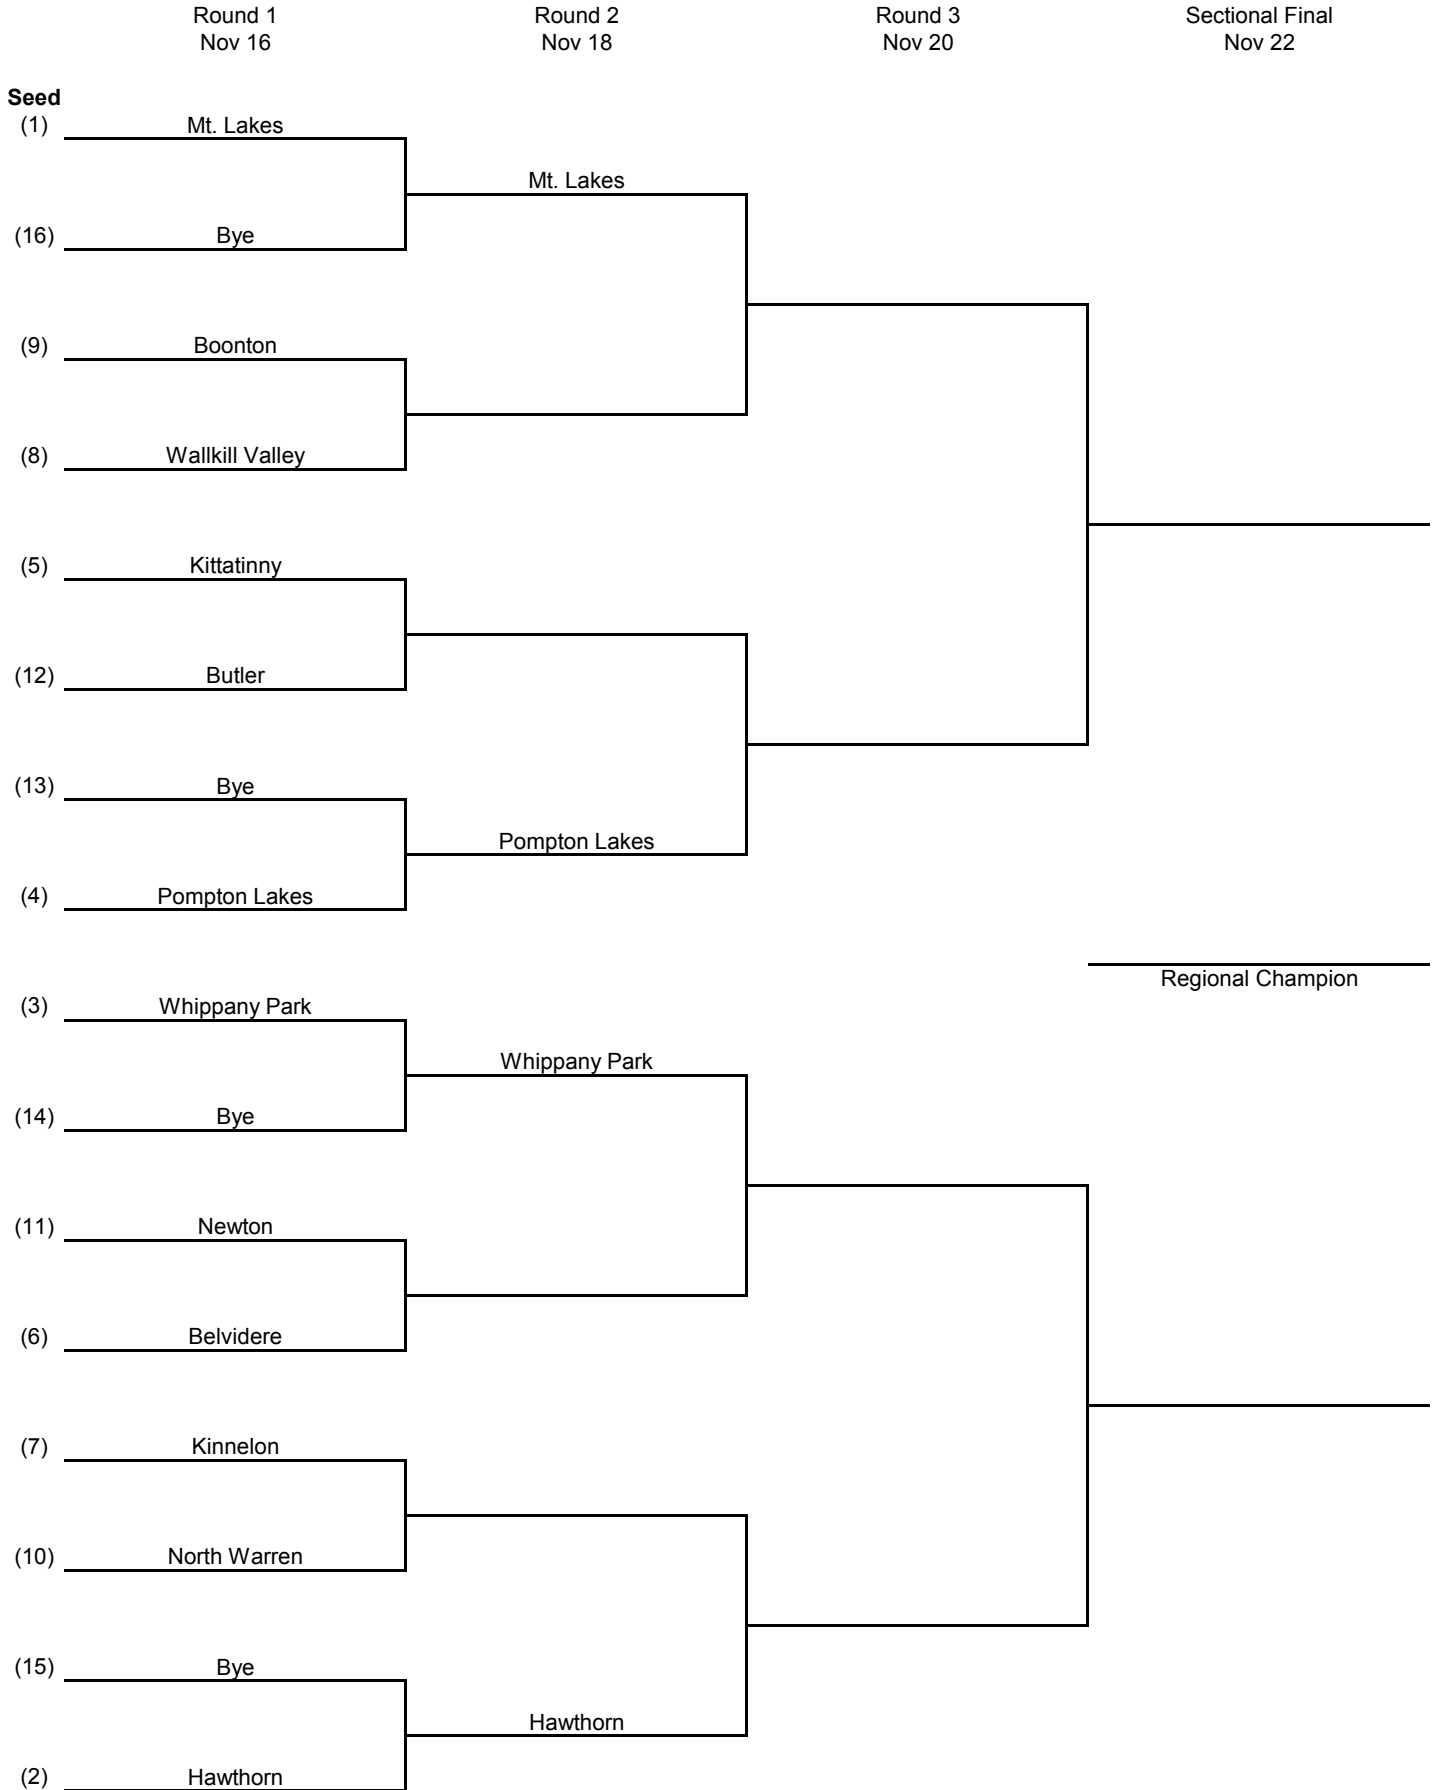 Round 1 Round 2 Round 3 Sectional Final
Nov 16 Nov 18 Nov 20 Nov 22
Seed
(1) Mt. Lakes
Mt. Lakes
(16) Bye
(9) Boonton
(8) Wallkill Valley
(5) Kittatinny
(12) Butler
(13) Bye
Pompton Lakes
(4) Pompton Lakes
Regional Champion
(3) Whippany Park
Whippany Park
(14) Bye
(11) Newton
(6) Belvidere
(7) Kinnelon
(10) North Warren
(15) Bye
Hawthorn
(2) Hawthorn